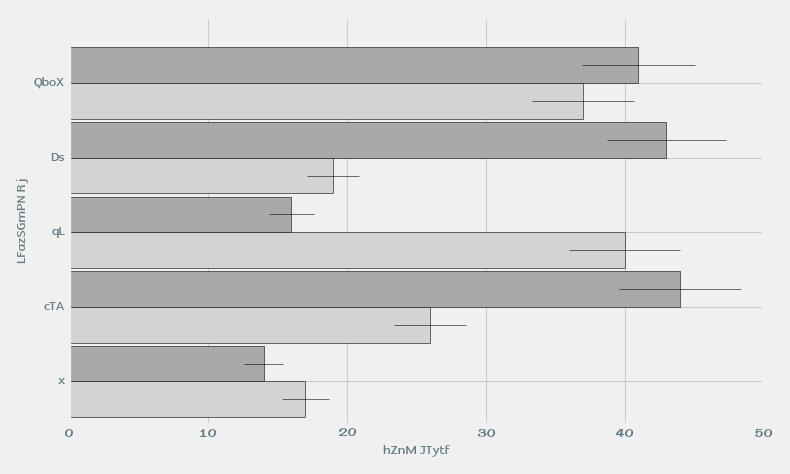 QboX
Ds
qL
cTA
x
LFazSGmPN R j
0 10 20 30 40 50
hZnM JTytf